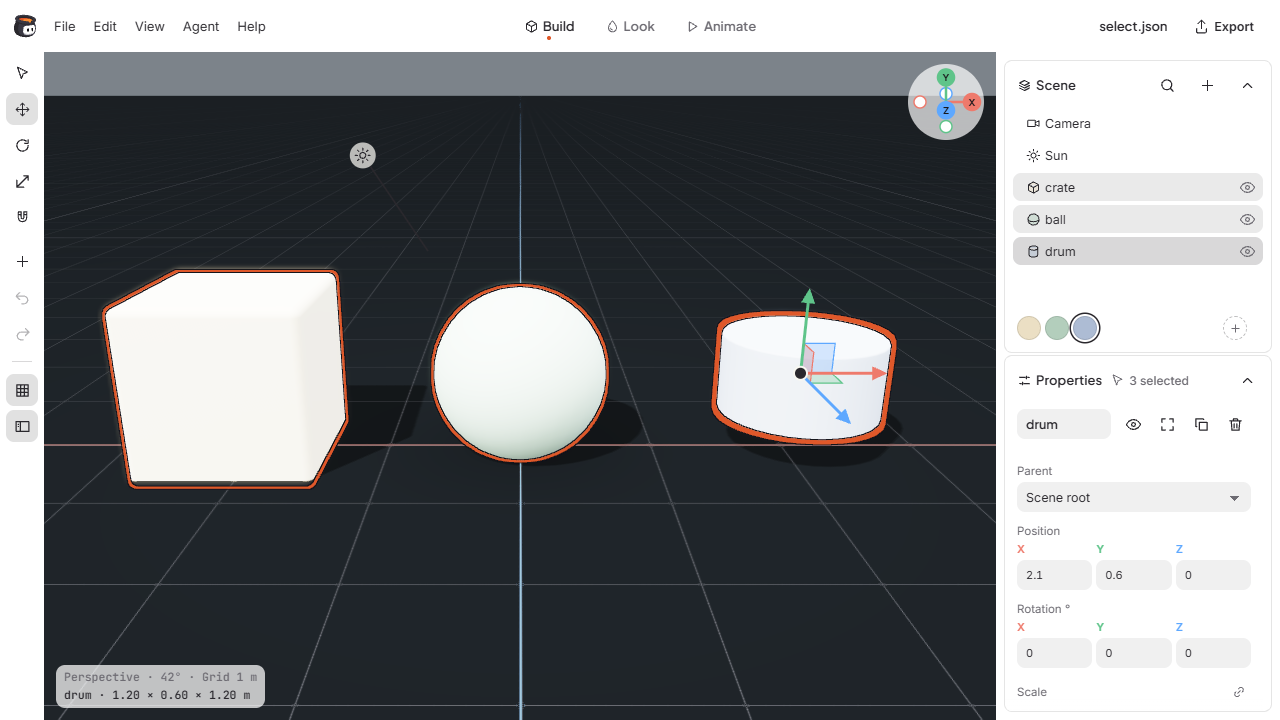 File Edit View Agent Help
Build Look Animate
select.json Export
Y
X
Z
Scene
Camera
Sun
crate
ball
drum
Properties 3 selected
drum
Parent
Scene root
Position
X Y Z
2.1 0.6 0
Rotation °
X Y Z
0 0 0
Scale
Perspective · 42° · Grid 1 m
drum · 1.20 × 0.60 × 1.20 m